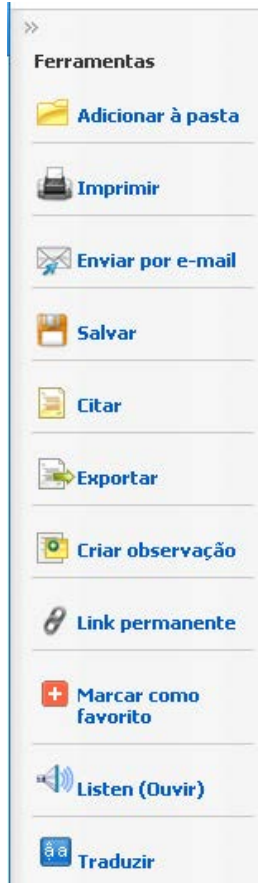 »
Ferramentas
Adicionar à pasta
Imprimir
Enviar por e-mail
Salvar
Citar
Exportar
Criar observação
Link permanente
Marcar como
favorito
Listen (Ouvir)
Traduzir